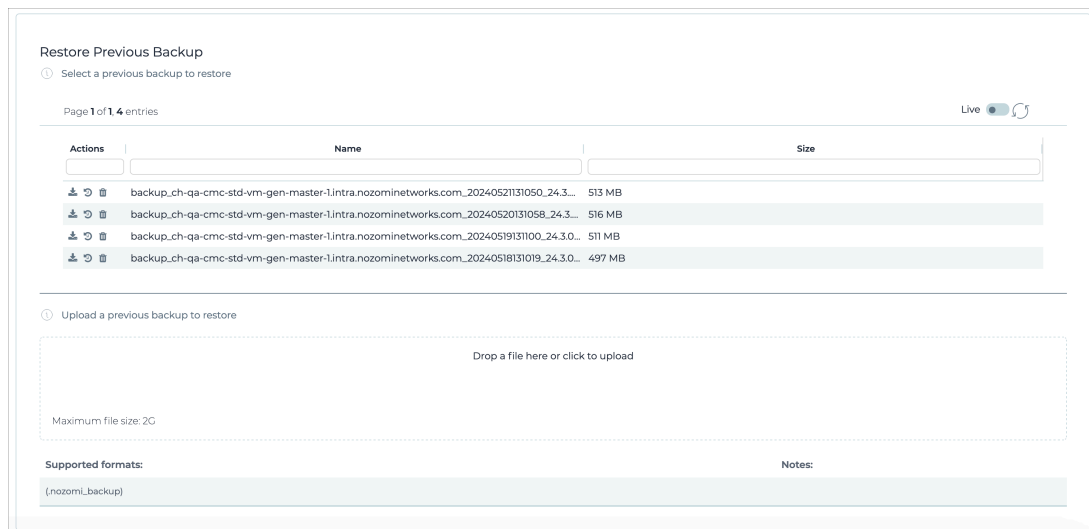 Restore Previous Backup
Select a previous backup to restore
Page 1 of 1, 4 entries
Live
Actions Name Size
backup_ch-qa-cmc-std-vm-gen-master-1.intra.nozominetworks.com_20240521131050_24.3.... 513 MB
backup_ch-qa-cmc-std-vm-gen-master-1.intra.nozominetworks.com_20240520131058_24.3.... 516 MB
backup_ch-qa-cmc-std-vm-gen-master-1.intra.nozominetworks.com_20240519131100_24.3.0... 511 MB
backup_ch-qa-cmc-std-vm-gen-master-1.intra.nozominetworks.com_20240518131019_24.3.0... 497 MB
Upload a previous backup to restore
Drop a file here or click to upload
Maximum file size: 2G
Supported formats: Notes:
(.nozomi_backup)